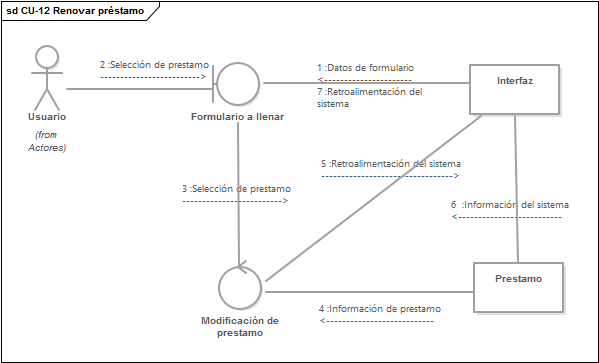 sd CU-12 Renovar préstamo
2 :Selección de prestamo
1 :Datos de formulario
7 :Retroalimentación del
sistema
Interfaz
Usuario
(from
Actores)
Formulario a llenar
5 :Retroalimentación del sistema
3 :Selección de prestamo
6 :Información del sistema
Prestamo
4 :Información de prestamo
Modificación de
prestamo